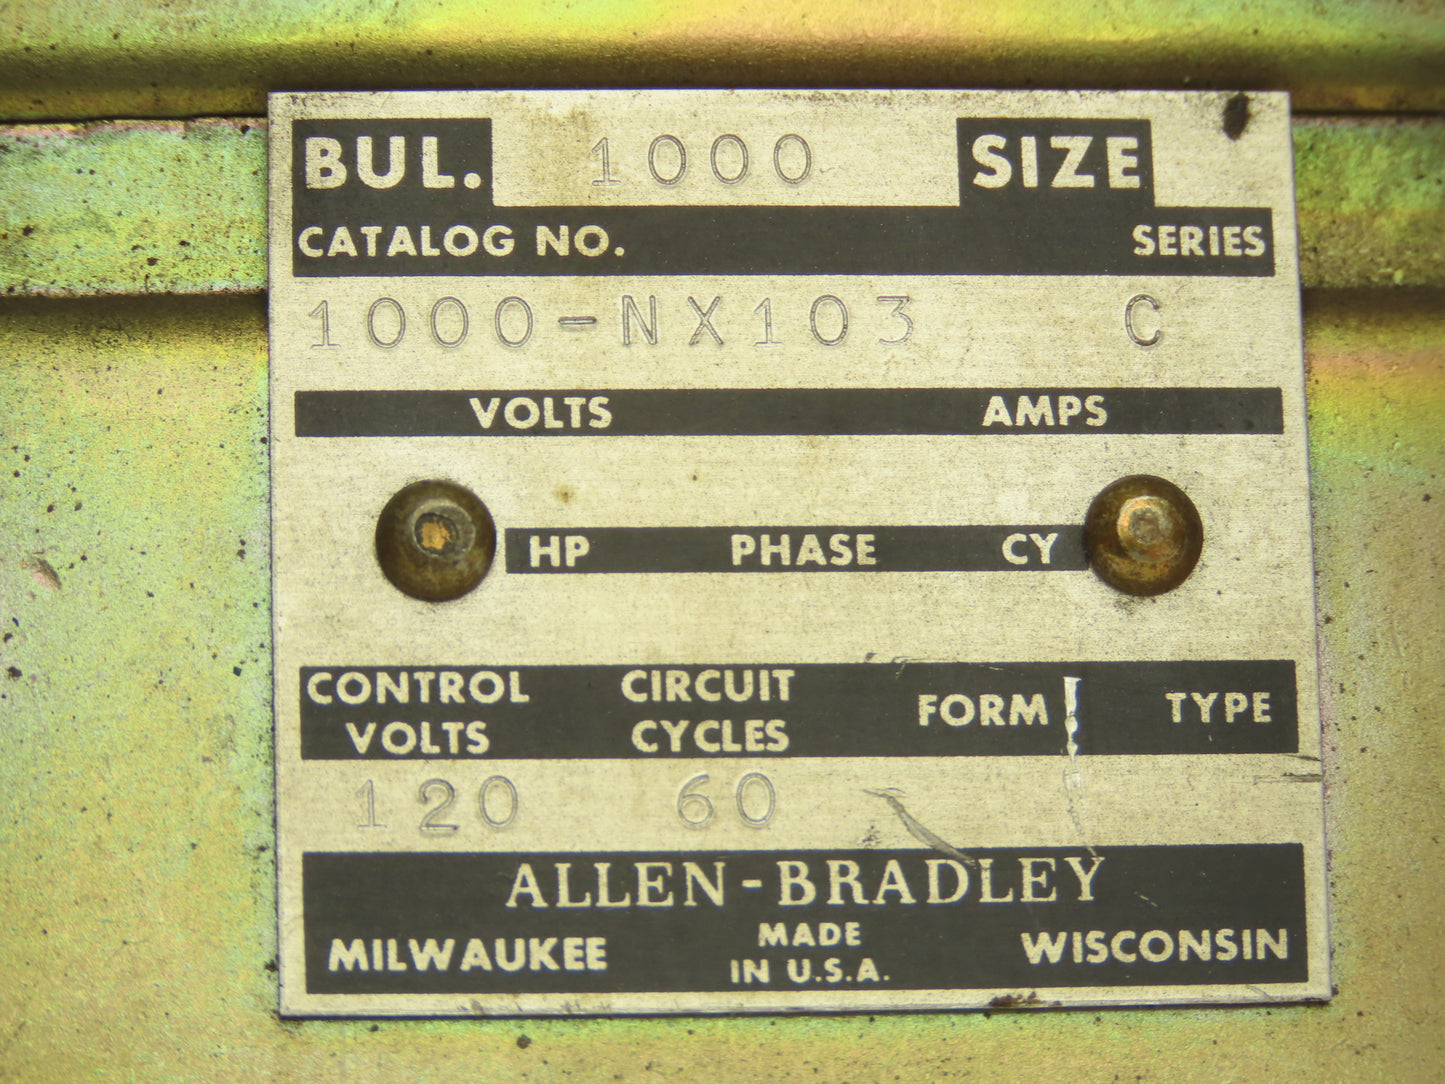 BUL. 1000 SIZE
CATALOG NO. SERIES
1000-NX103 C
VOLTS AMPS
HP PHASE CY
CONTROL VOLTS CIRCUIT CYCLES FORM TYPE
120 60
ALLEN-BRADLEY
MILWAUKEE MADE IN U.S.A. WISCONSIN